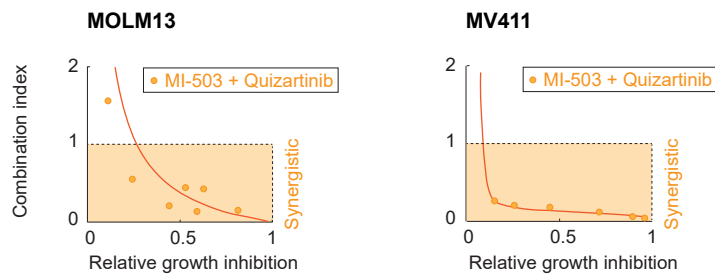 MOLM13
Combination index
2
1
0
MI-503 + Quizartinib
Synergistic
0
0.5
1
Relative growth inhibition
MV411
2
1
0
MI-503 + Quizartinib
Synergistic
0
0.5
1
Relative growth inhibition